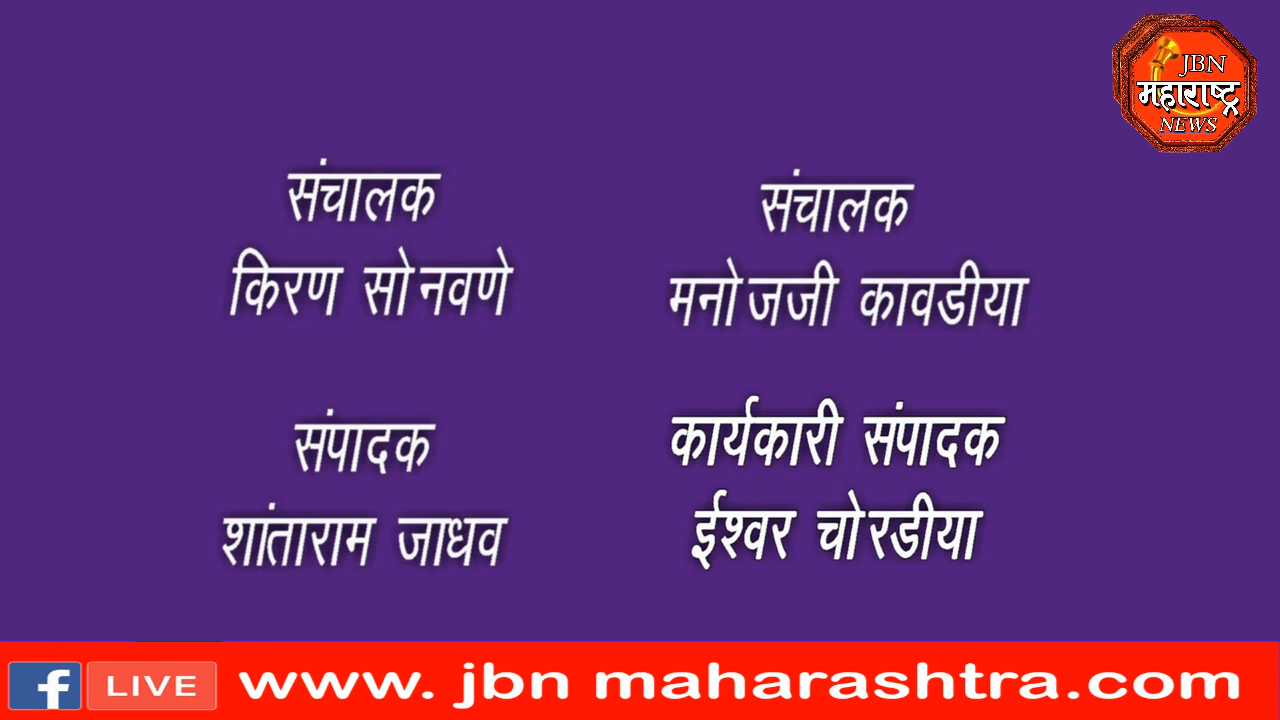 JBN
महाराष्ट्र
NEWS
संचालक
किरण सोनवणे
संचालक
मनोजजी कावडीया
संपादक
शांताराम जाधव
कार्यकारी संपादक
ईश्वर चोरडीया
f LIVE www. jbn maharashtra.com